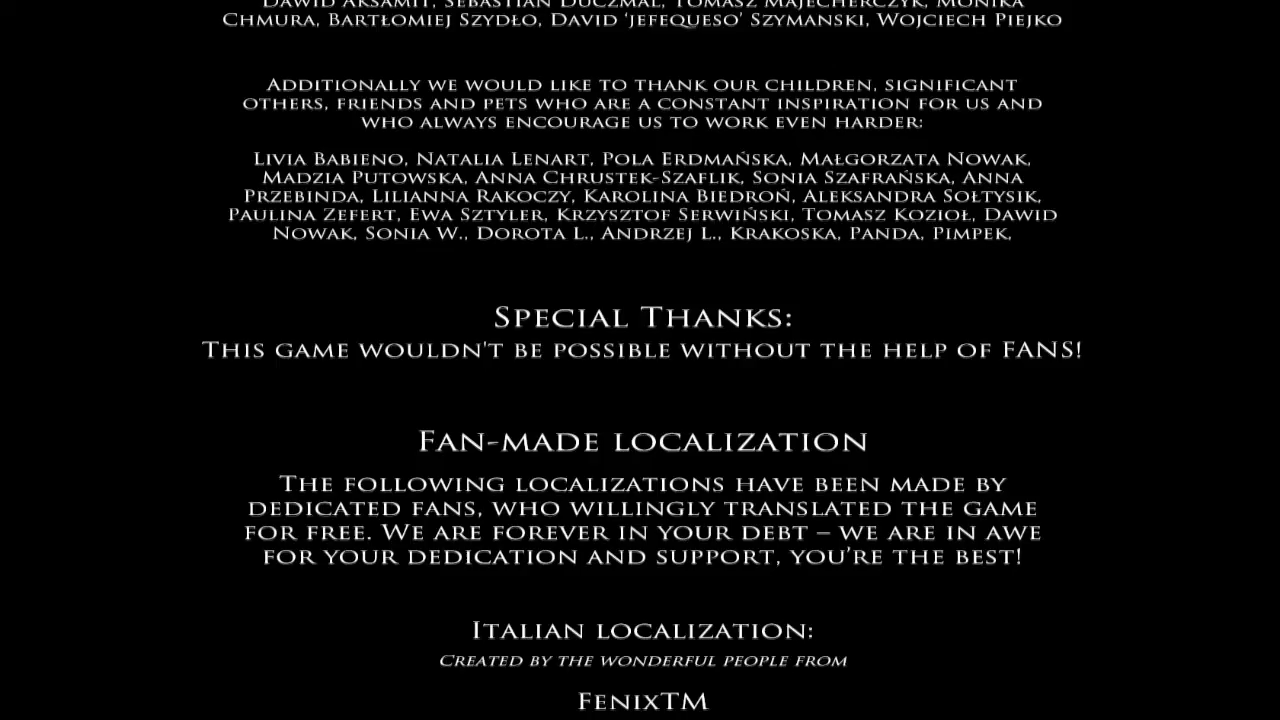 Dawid Aksamit, Sebastian Duczmal, Tomasz Majecherczyk, Monika
Chmura, Bartłomiej Szydło, David ‘jefequeso’ Szymanski, Wojciech Piejko
Additionally we would like to thank our children, significant
others, friends and pets who are a constant inspiration for us and
who always encourage us to work even harder:
Livia Babieno, Natalia Lenart, Pola Erdmańska, Małgorzata Nowak,
Madzia Putowska, Anna Chrustek-Szaflik, Sonia Szafrańska, Anna
Przebinda, Lilianna Rakoczy, Karolina Biedroń, Aleksandra Sołtysik,
Paulina Zefert, Ewa Sztyler, Krzysztof Serwiński, Tomasz Kozioł, Dawid
Nowak, Sonia W., Dorota L., Andrzej L., Krakoska, Panda, Pimpek,
Special Thanks:
This game wouldn't be possible without the help of FANS!
Fan-made localization
The following localizations have been made by
dedicated fans, who willingly translated the game
for free. We are forever in your debt – we are in awe
for your dedication and support, you’re the best!
Italian localization:
Created by the wonderful people from
FenixTM